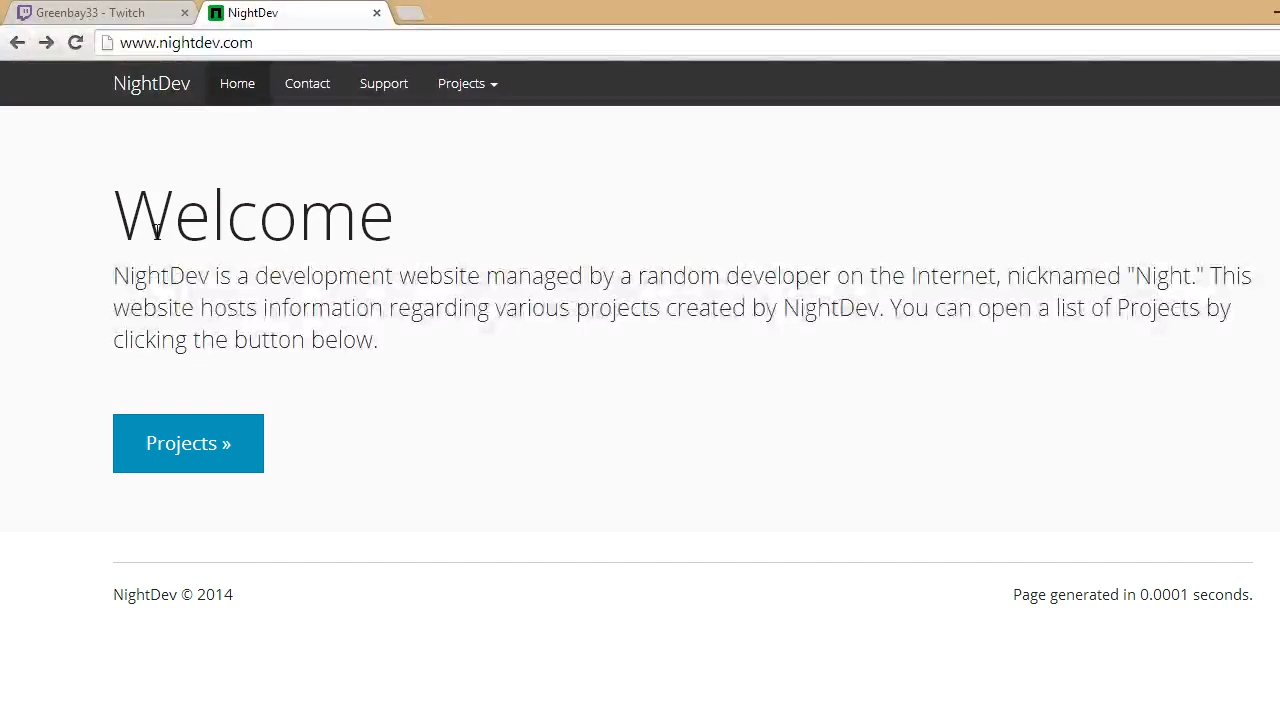 Greenbay33 - Twitch
NightDev
www.nightdev.com
NightDev Home Contact Support Projects
Welcome
NightDev is a development website managed by a random developer on the Internet, nicknamed "Night." This
website hosts information regarding various projects created by NightDev. You can open a list of Projects by
clicking the button below.
Projects »
NightDev © 2014
Page generated in 0.0001 seconds.